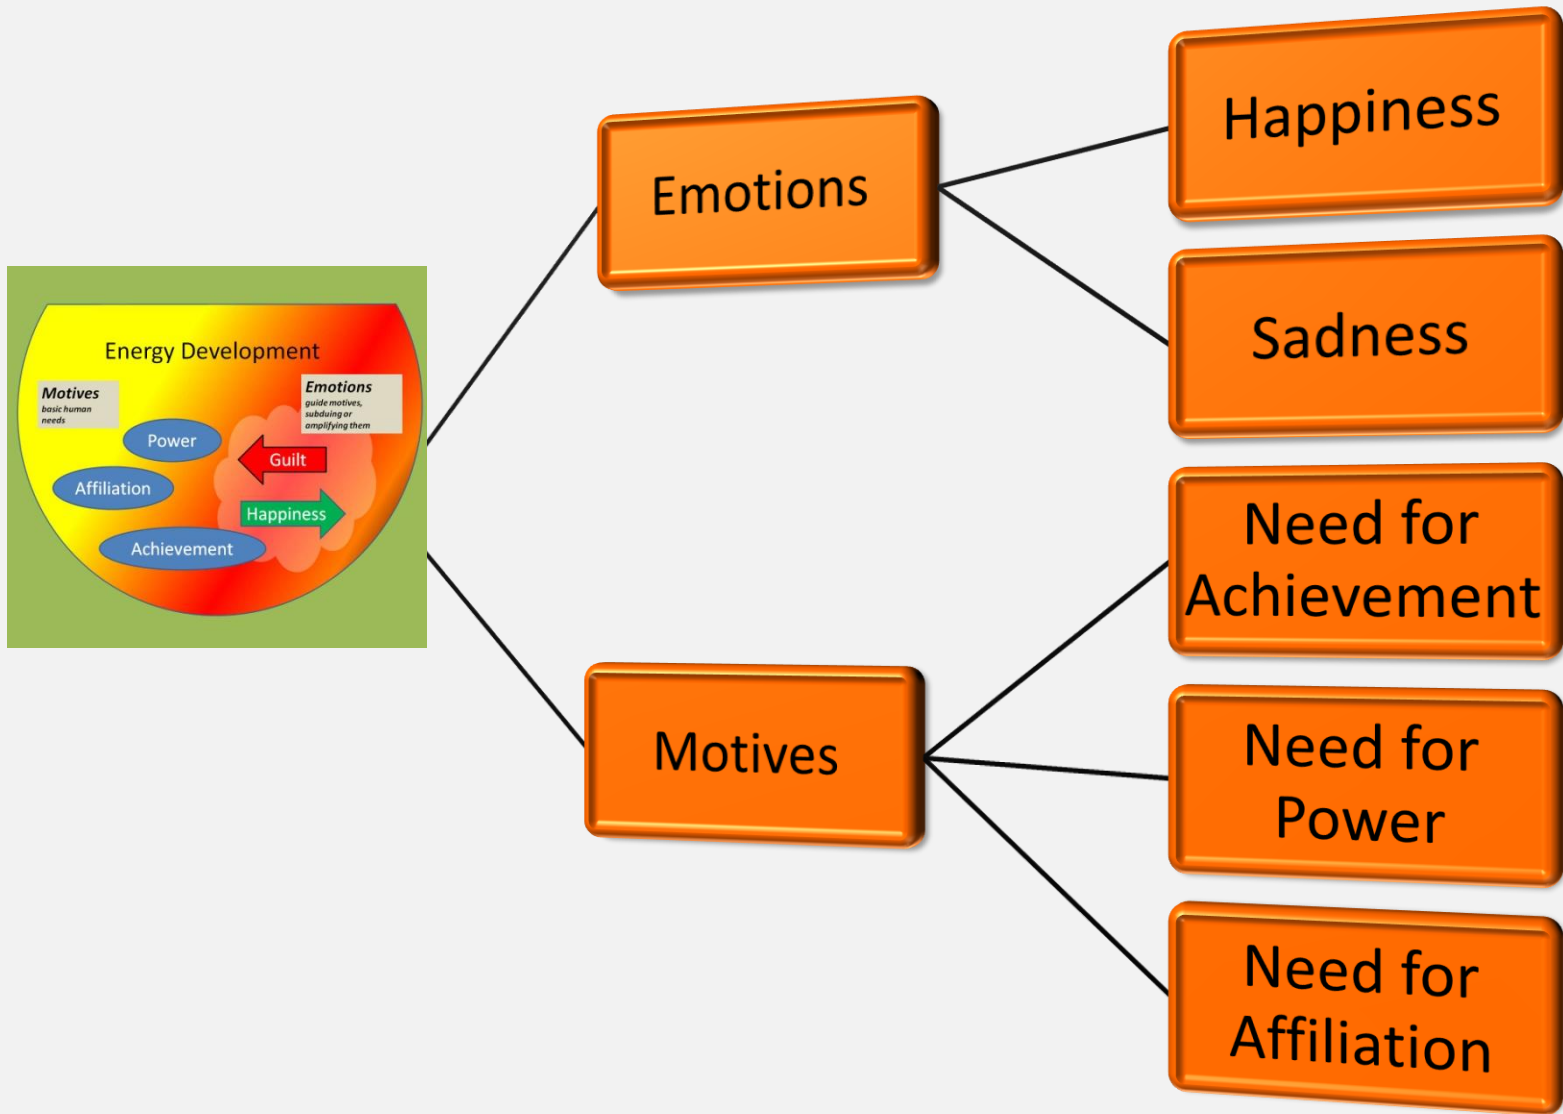 Energy Development
Motives
basic human
needs
Emotions
guide motives,
subduing or
amplifying them
Power
Guilt
Affiliation
Happiness
Achievement
Emotions
Motives
Happiness
Sadness
Need for
Achievement
Need for
Power
Need for
Affiliation